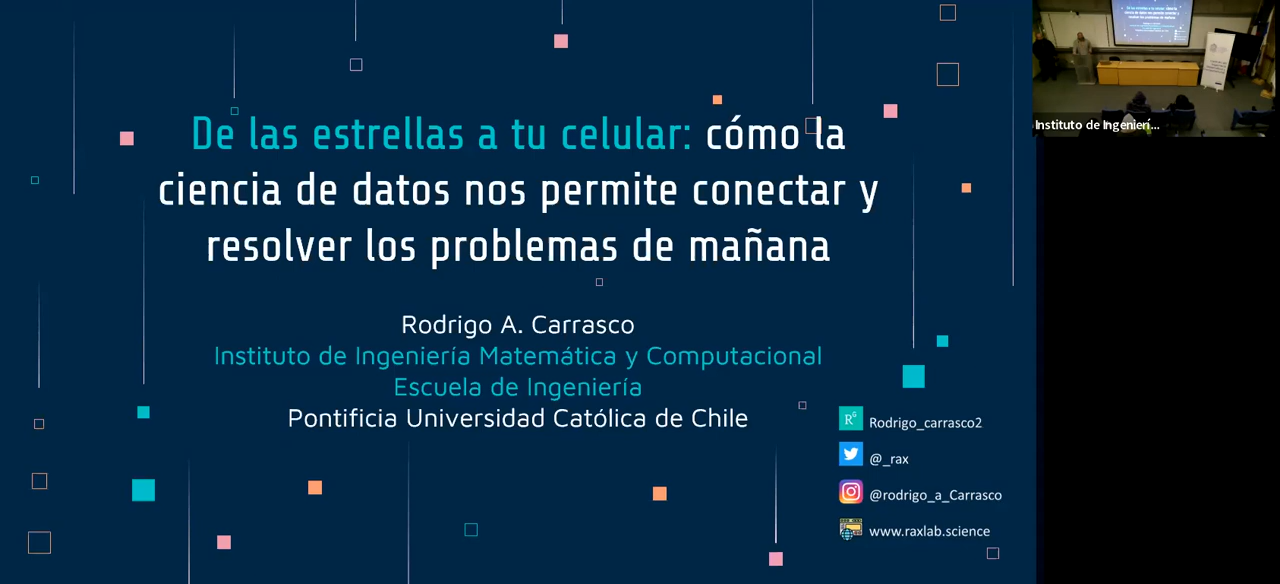 De las estrellas a tu celular: cómo la
ciencia de datos nos permite conectar y
resolver los problemas de mañana
Rodrigo A. Carrasco
Instituto de Ingeniería Matemática y Computacional
Escuela de Ingeniería
Pontificia Universidad Católica de Chile
Rodrigo_carrasco2
@_rax
@rodrigo_a_Carrasco
www.raxlab.science
Instituto de Ingenierí...